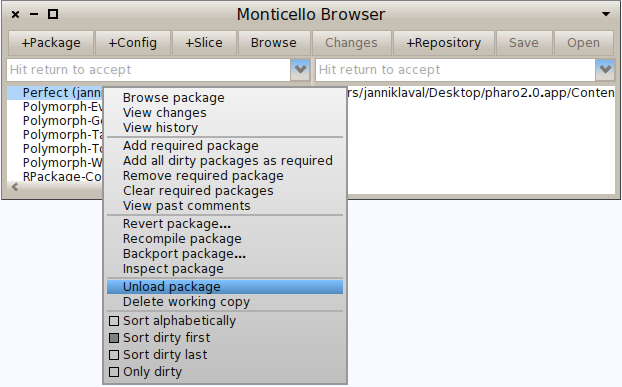 Monticello Browser
+Package +Config +Slice Browse Changes +Repository Save Open
Hit return to accept Hit return to accept
Perfect (janni
Polymorph-Ev
Polymorph-Ge
Polymorph-Ta
Polymorph-To
Polymorph-W
RPackage-Co
rs/janniklaval/Desktop/pharo2.0.app/Conten
Browse package
View changes
View history
Add required package
Add all dirty packages as required
Remove required package
Clear required packages
View past comments
Revert package...
Recompile package
Backport package...
Inspect package
Unload package
Delete working copy
Sort alphabetically
Sort dirty first
Sort dirty last
Only dirty